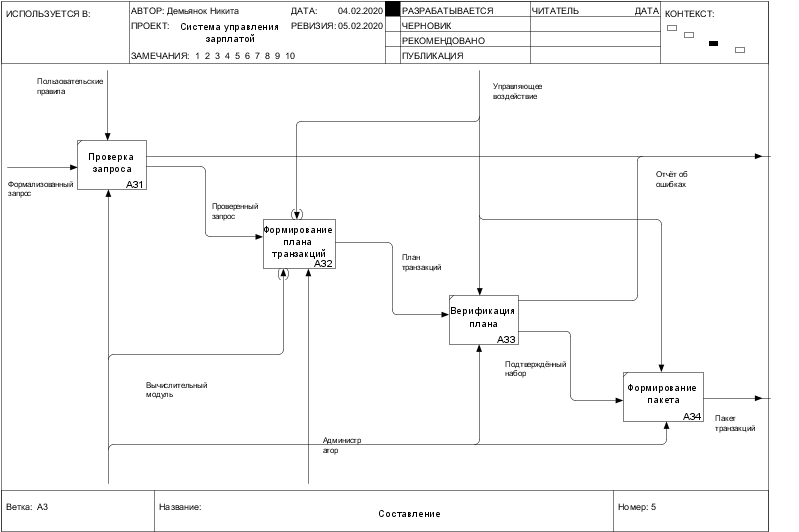 ИСПОЛЬЗУЕТСЯ В:
АВТОР: Демьянок Никита
ДАТА: 04.02.2020
РАЗРАБАТЫВАЕТСЯ
ЧИТАТЕЛЬ
ДАТА
КОНТЕКСТ:
ПРОЕКТ: Система управления
зарплатой
РЕВИЗИЯ: 05.02.2020
ЧЕРНОВИК
РЕКОМЕНДОВАНО
ЗАМЕЧАНИЯ: 1 2 3 4 5 6 7 8 9 10
ПУБЛИКАЦИЯ
Пользовательские
правила
Управляющее
воздействие
Проверка
запроса
А31
Формализованный
запрос
Отчёт об
ошибках
Проверенный
запрос
Формирование
плана
транзакций
А32
План
транзакций
Верификация
плана
А33
Подтверждённый
набор
Вычислительный
модуль
Формирование
пакета
А34
Пакет
транзакций
Администр
атор
Ветка: А3
Название:
Составление
Номер: 5